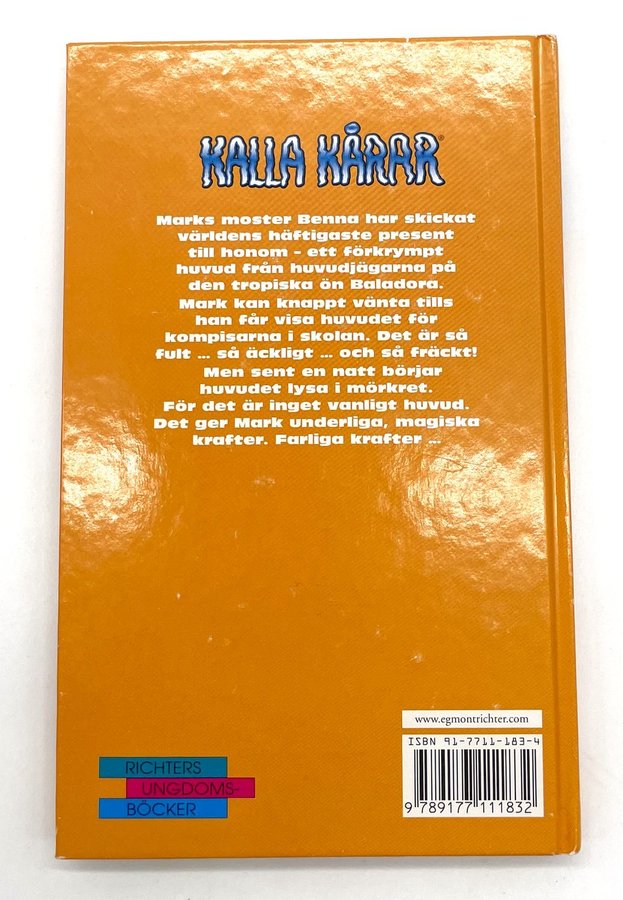 KALLA KÅRAR®
Marks moster Benna har skickat
världens häftigaste present
till honom – ett förkrympt
huvud från huvudjägarna på
den tropiska ön Baladora.
Mark kan knappt vänta tills
han får visa huvudet för
kompisarna i skolan. Det är så
fult ... så äckligt ... och så fräckt!
Men sent en natt börjar
huvudet lysa i mörkret.
För det är inget vanligt huvud.
Det ger Mark underliga, magiska
krafter. Farliga krafter ...
www.egmontrichter.com
ISBN 91-7711-183-4
9 789177 111832
RICHTERS
UNGDOMS-
BÖCKER